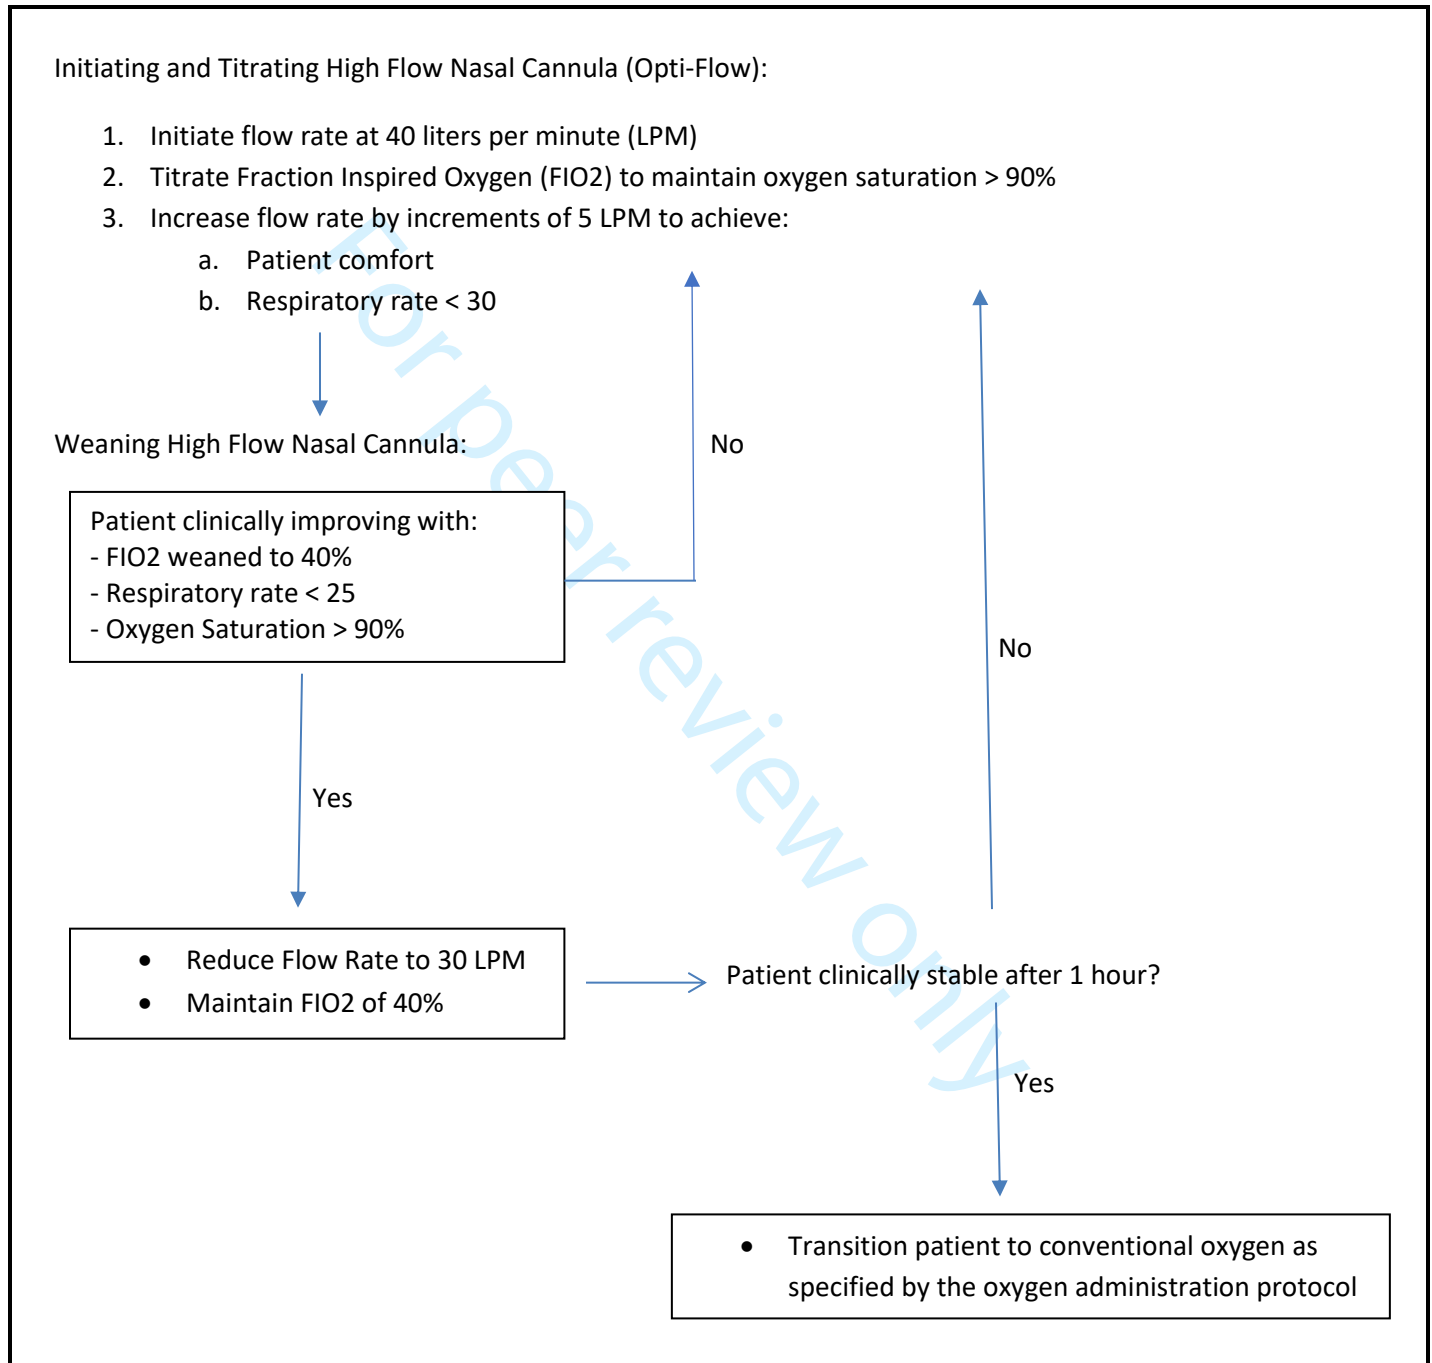 Initiating and Titrating High Flow Nasal Cannula (Opti-Flow):
1. Initiate flow rate at 40 liters per minute (LPM)
2. Titrate Fraction Inspired Oxygen (FIO2) to maintain oxygen saturation > 90%
3. Increase flow rate by increments of 5 LPM to achieve:
a. Patient comfort
b. Respiratory rate < 30
Weaning High Flow Nasal Cannula:
No
Patient clinically improving with:
- FIO2 weaned to 40%
- Respiratory rate < 25
- Oxygen Saturation > 90%
No
Yes
• Reduce Flow Rate to 30 LPM
• Maintain FIO2 of 40%
Patient clinically stable after 1 hour?
Yes
• Transition patient to conventional oxygen as
specified by the oxygen administration protocol
For peer review only